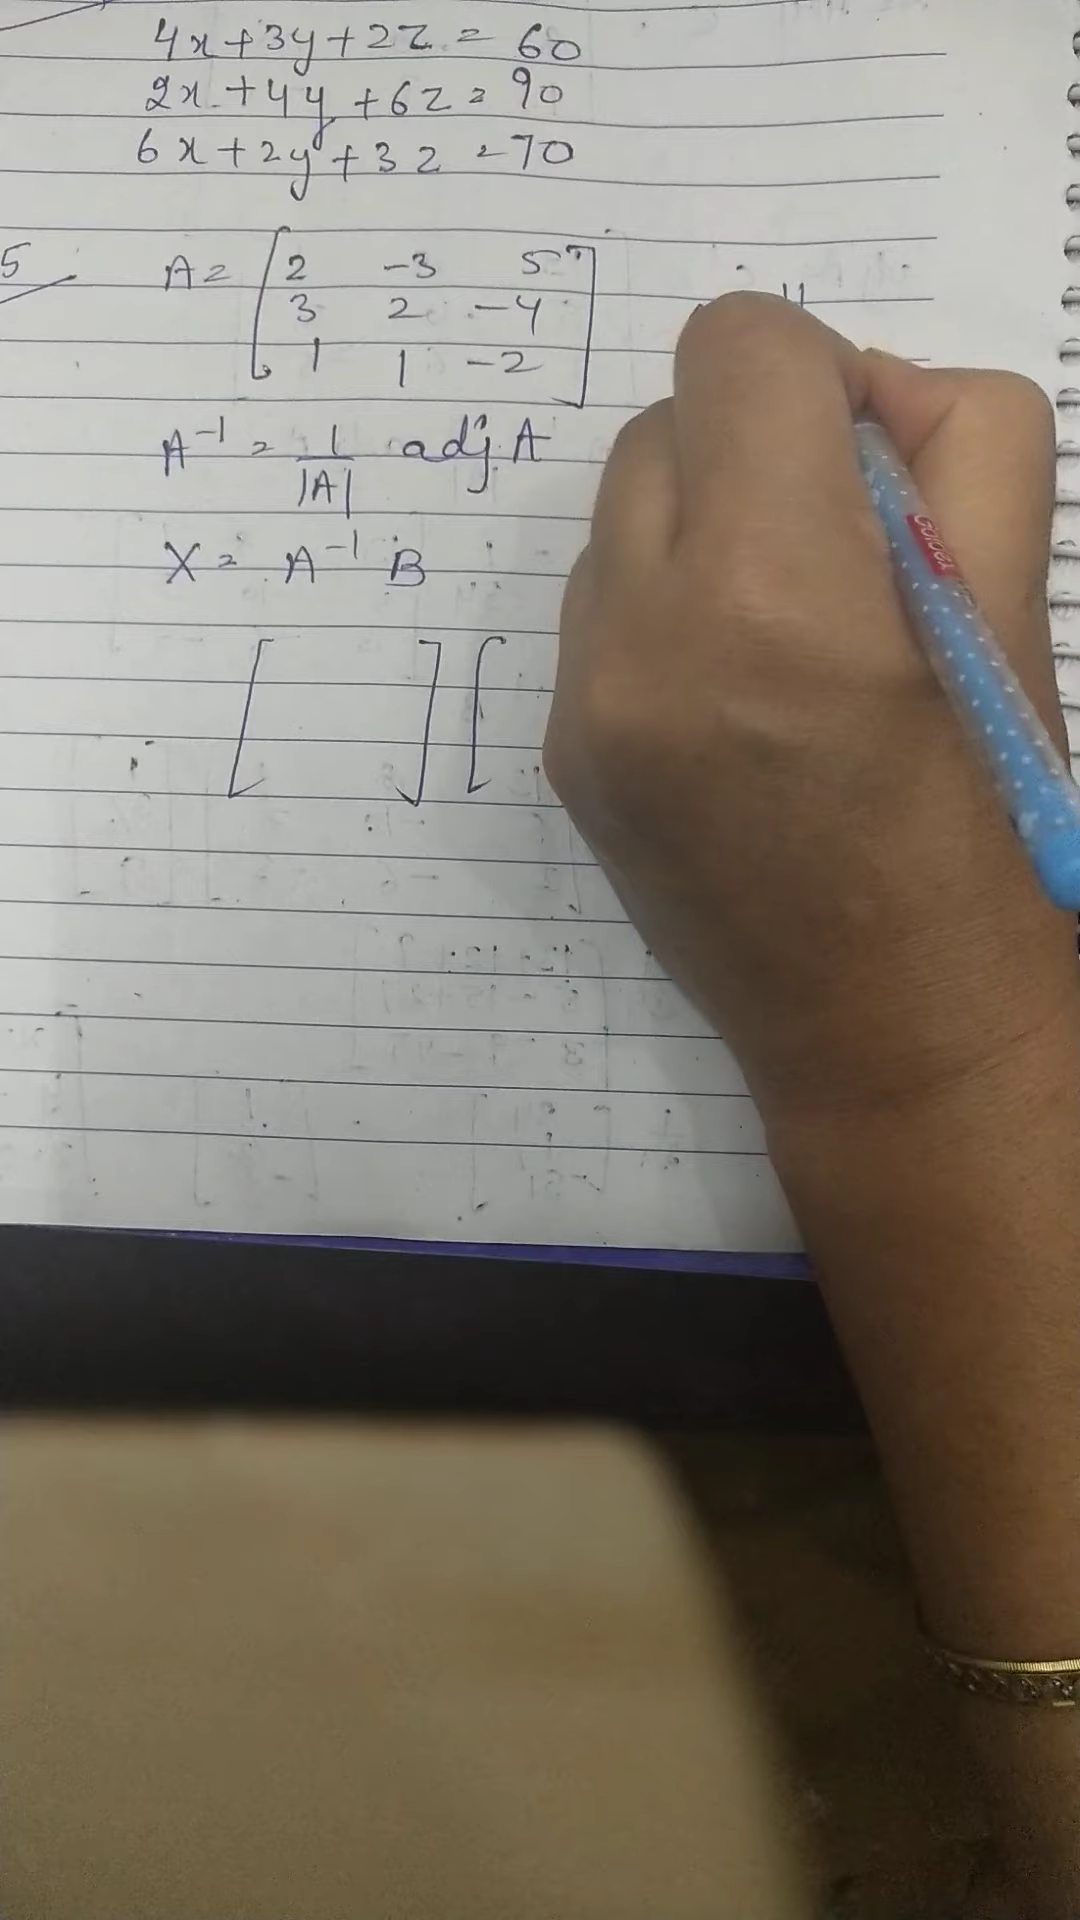 4x+3y+2z = 60
2x+4y+6z = 90
6x+2y+3z = 70
5
A = [2 -3 5
3 2 -4
1 1 -2]
A⁻¹ = 1/|A| adj A
X = A⁻¹ B
[ ] [